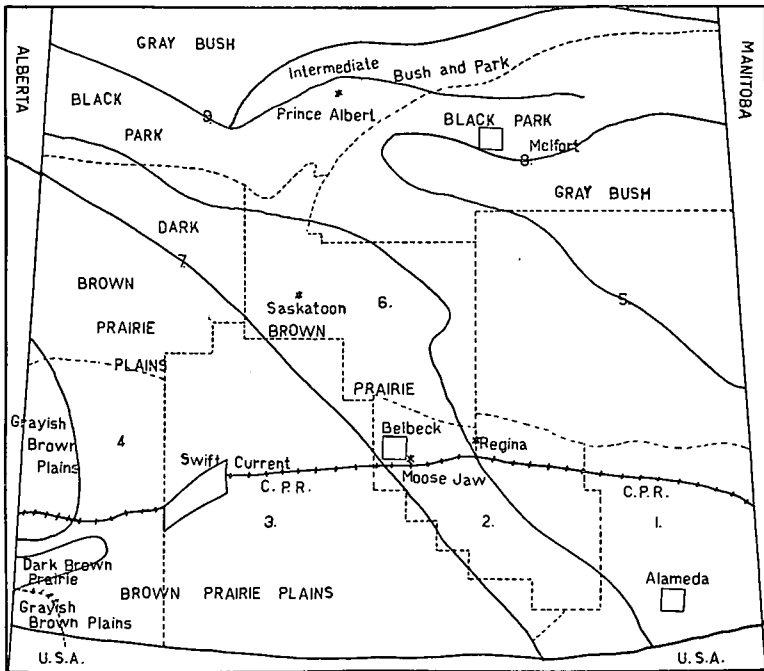 GRAY BUSH
Intermediate Bush and Park
ALBERTA
MANITOBA
BLACK PARK
9.
Prince Albert
BLACK PARK
8.
Melfort
GRAY BUSH
DARK
7.
BROWN
5.
6.
Saskatoon
BROWN
PRAIRIE
PLAINS
PRAIRIE
Grayish
Brown
Plains
4
Belbeck
Regina
Swift Current
Moose Jaw
C.P.R.
C.P.R.
3.
2.
1.
Dark Brown
Prairie
Grayish
Brown Plains
BROWN PRAIRIE PLAINS
Alameda
U.S.A.
U.S.A.